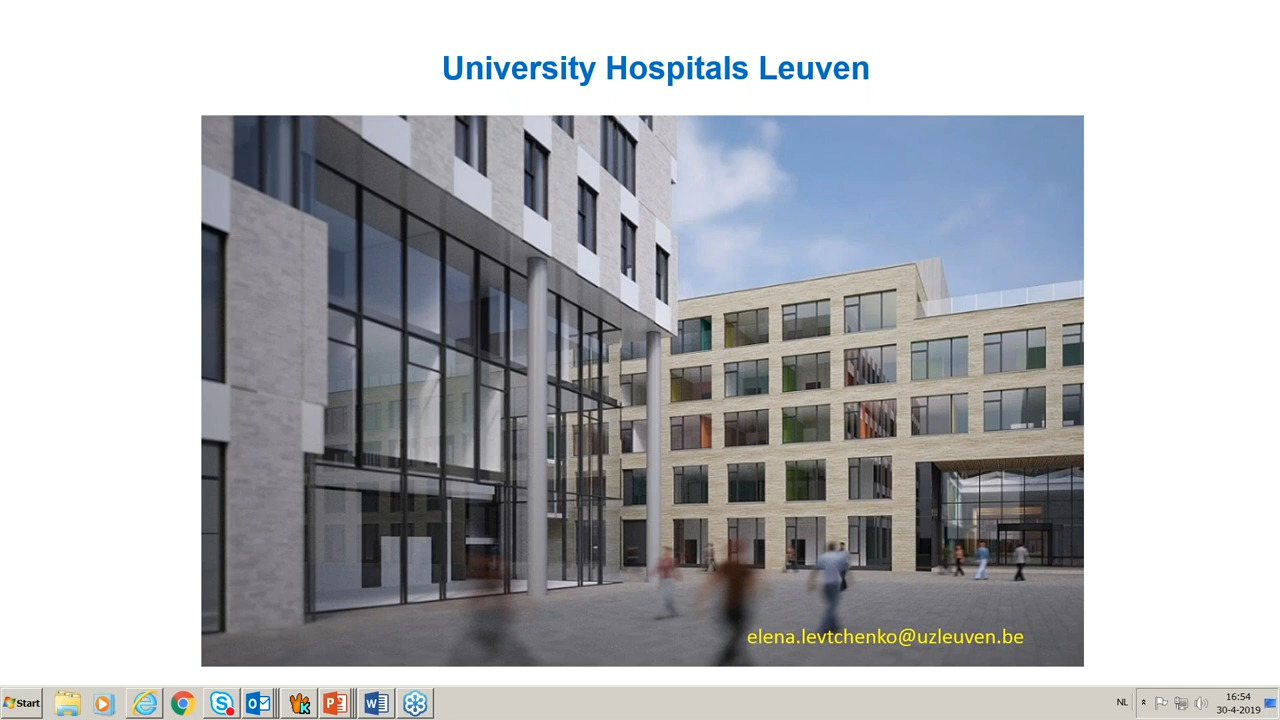 University Hospitals Leuven
elena.levtchenko@uzleuven.be
Start
NL
16:54
30-4-2019